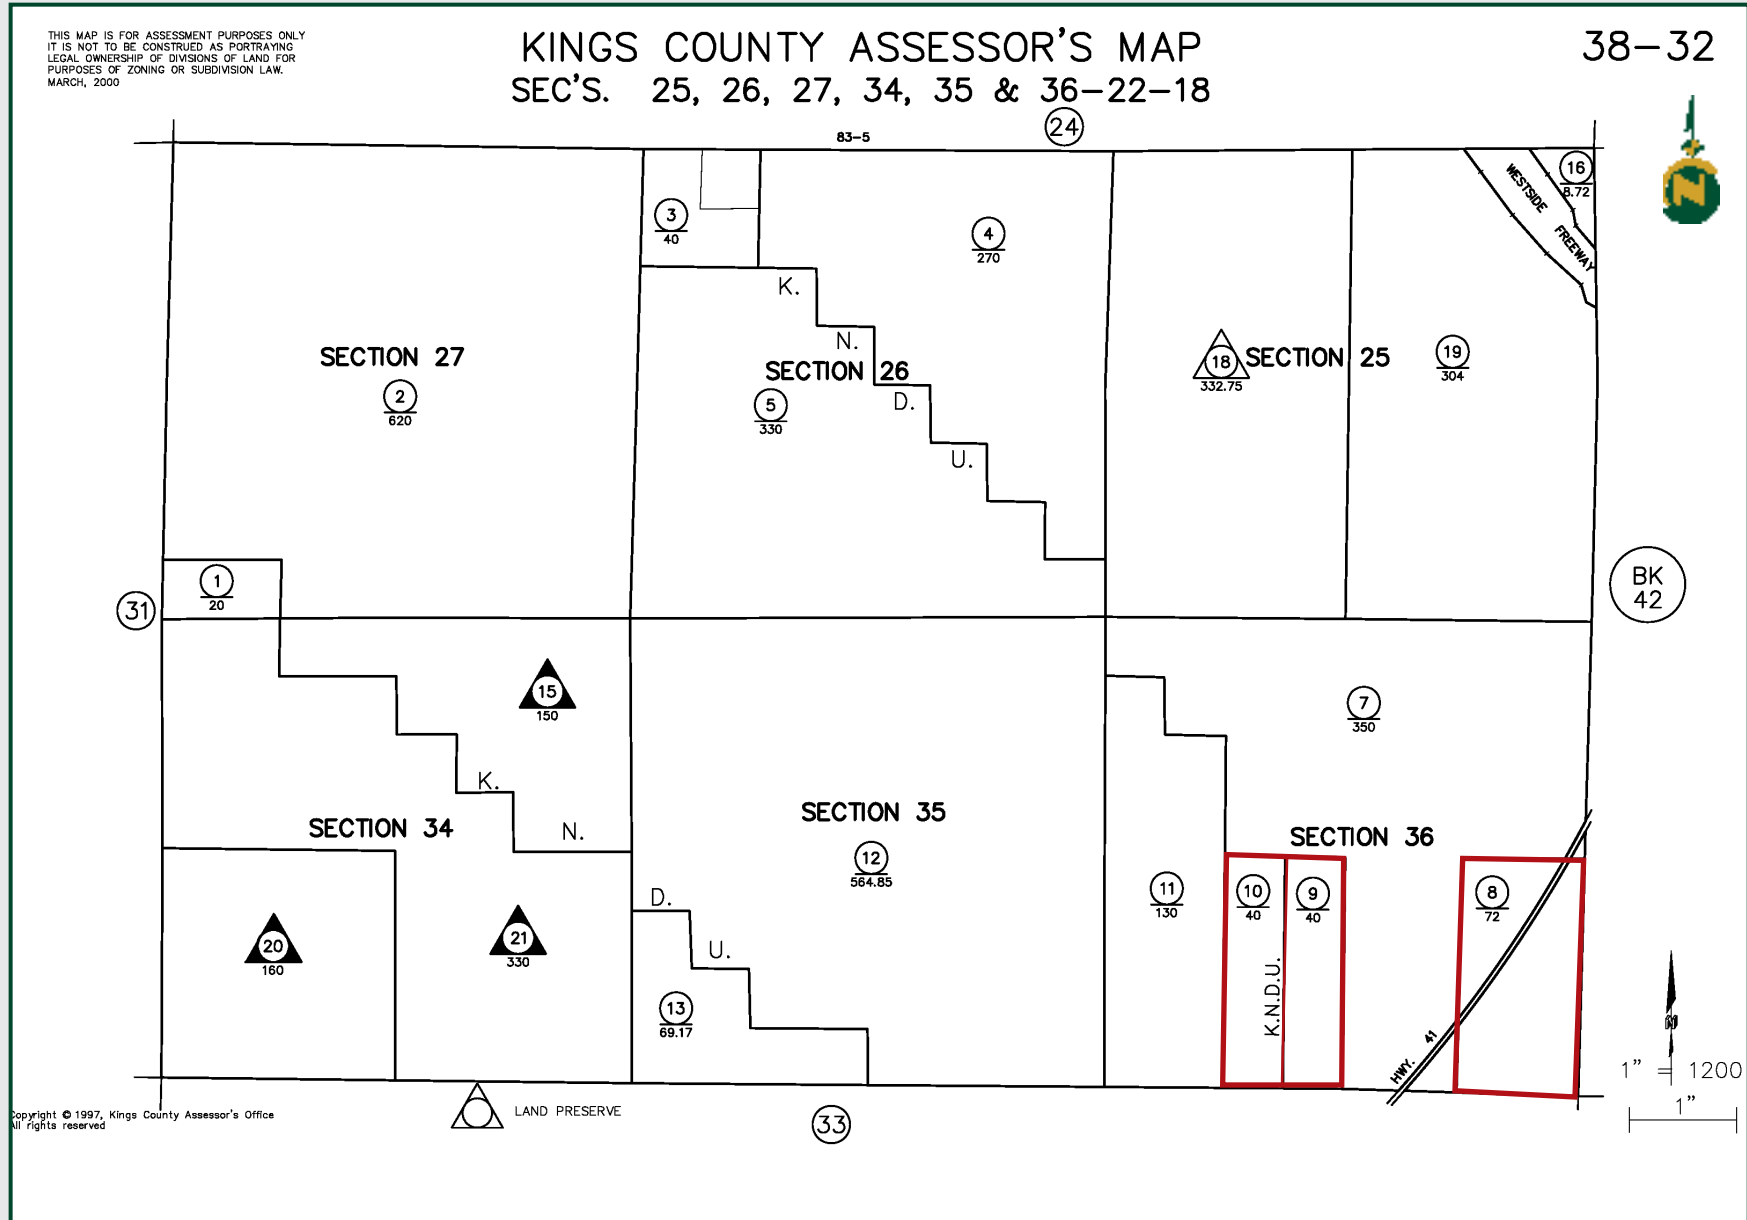 THIS MAP IS FOR ASSESSMENT PURPOSES ONLY
IT IS NOT TO BE CONSTRUED AS PORTRAYING
LEGAL OWNERSHIP OF DIVISIONS OF LAND FOR
PURPOSES OF ZONING OR SUBDIVISION LAW.
MARCH, 2000
KINGS COUNTY ASSESSOR'S MAP
SEC'S. 25, 26, 27, 34, 35 & 36-22-18
38-32
83-5
24
N
16
8.72
WESTSIDE FREEWAY
3
40
4
270
K.
N.
D.
U.
SECTION 27
2
620
SECTION 26
5
330
18
332.75
SECTION 25
19
304
1
20
31
BK
42
15
150
7
350
K.
N.
SECTION 34
SECTION 35
12
564.85
SECTION 36
D.
U.
20
160
21
330
13
69.17
11
130
10
40
9
40
K.N.D.U.
8
72
HWY. 41
N
1" = 1200
1"
LAND PRESERVE
33
Copyright © 1997, Kings County Assessor's Office
All rights reserved